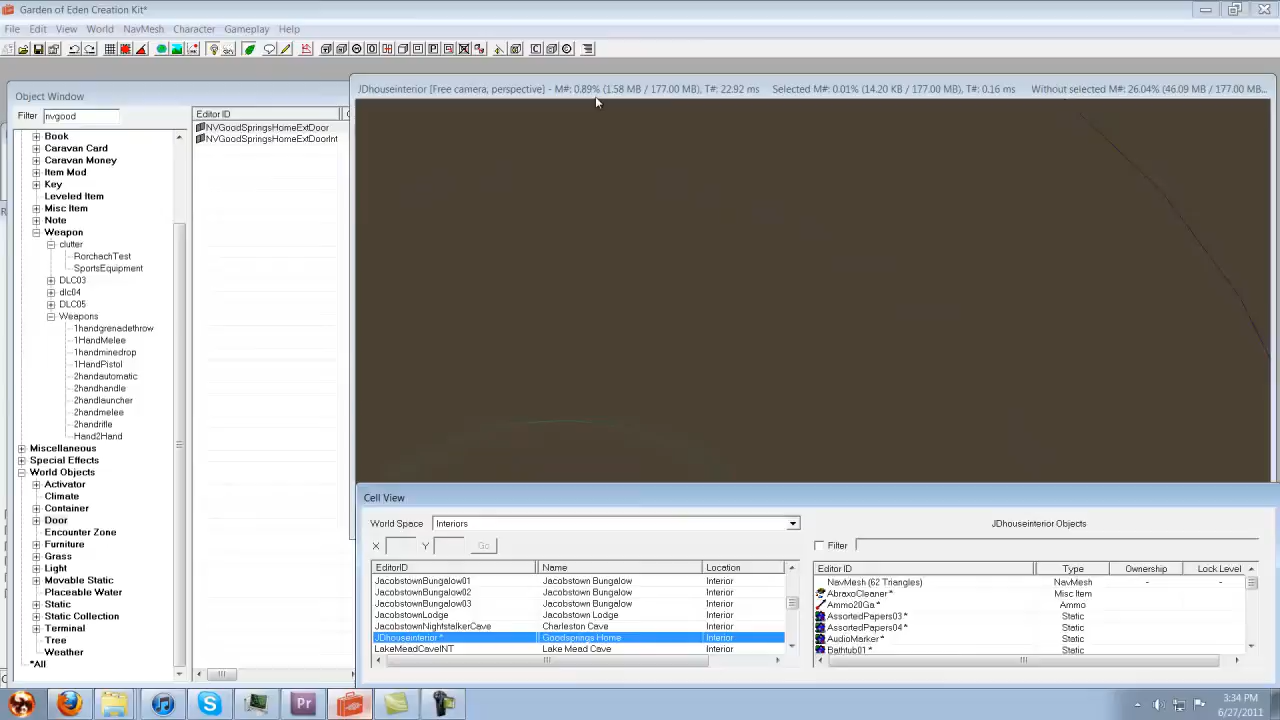 Garden of Eden Creation Kit*
File Edit View World NavMesh Character Gameplay Help
Object Window
Filter nvgood
Book
Caravan Card
Caravan Money
Item Mod
Key
Leveled Item
Misc Item
Note
Weapon
clutter
RorchachTest
SportsEquipment
DLC03
dlc04
DLC05
Weapons
1handgrenadethrow
1HandMelee
1handminedrop
1HandPistol
2handautomatic
2handhandle
2handlauncher
2handmelee
2handrifle
Hand2Hand
Miscellaneous
Special Effects
World Objects
Activator
Climate
Container
Door
Encounter Zone
Furniture
Grass
Light
Movable Static
Placeable Water
Static
Static Collection
Terminal
Tree
Weather
*All
Editor ID
NVGoodSpringsHomeExtDoor
NVGoodSpringsHomeExtDoorInt
JDhouseinterior [Free camera, perspective] - M#: 0.89% (1.58 MB / 177.00 MB), T#: 22.92 ms Selected M#: 0.01% (14.20 KB / 177.00 MB), T#: 0.16 ms Without selected M#: 26.04% (46.09 MB / 177.00 MB...
Cell View
World Space Interiors
X Y Go
EditorID Name Location
JacobstownBungalow01 Jacobstown Bungalow Interior
JacobstownBungalow02 Jacobstown Bungalow Interior
JacobstownBungalow03 Jacobstown Bungalow Interior
JacobstownLodge Jacobstown Lodge Interior
JacobstownNightstalkerCave Charleston Cave Interior
JDhouseinterior * Goodsprings Home Interior
LakeMeadCaveINT Lake Mead Cave Interior
JDhouseinterior Objects
Filter
Editor ID Type Ownership Lock Level
NavMesh (62 Triangles) NavMesh - -
AbraxoCleaner * Misc Item
Ammo20Ga * Ammo
AssortedPapers03 * Static
AssortedPapers04 * Static
AudioMarker * Static
Bathtub01 * Static
3:34 PM
6/27/2011